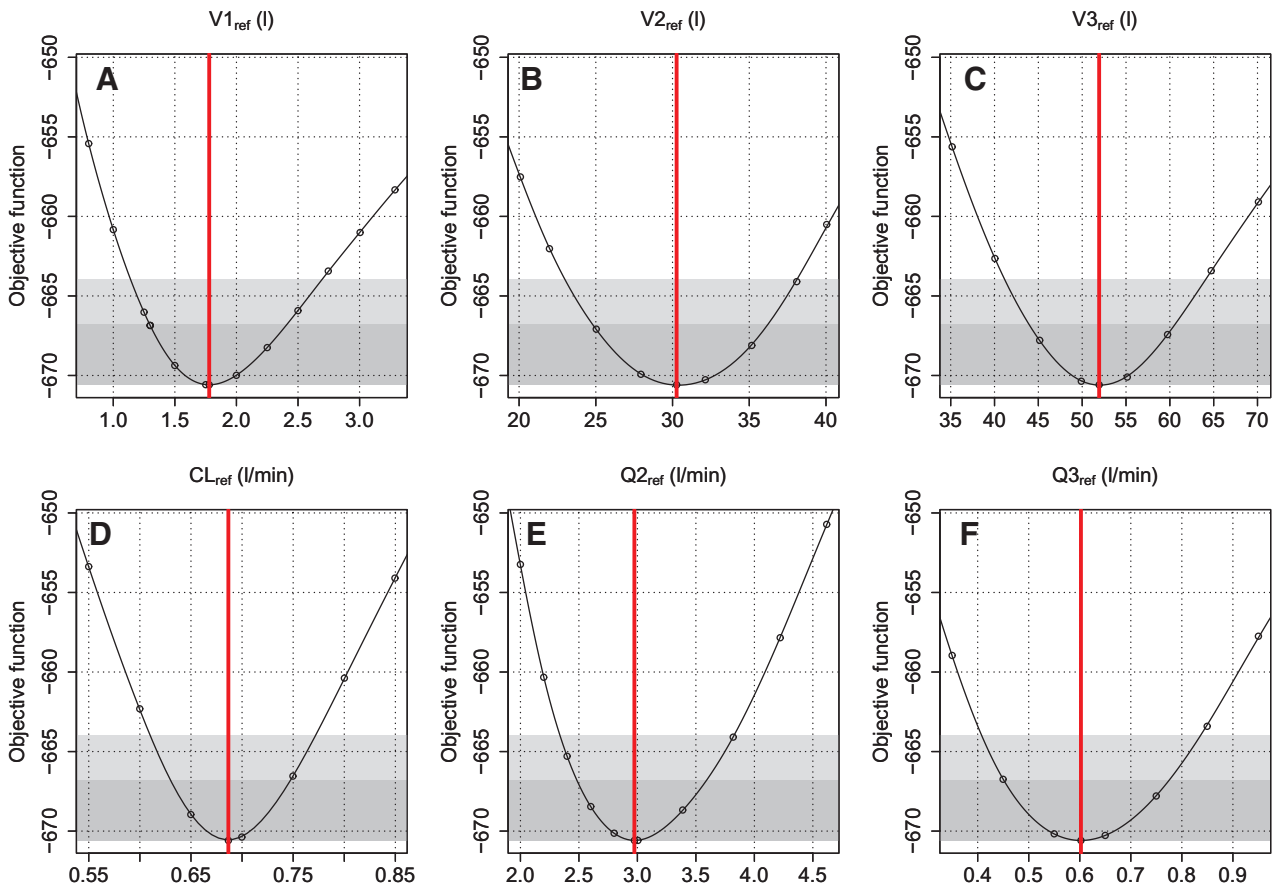 V1ref (l)
V2ref (l)
V3ref (l)
A
B
C
Objective function
Objective function
Objective function
−650
−655
−660
−665
−670
−650
−655
−660
−665
−670
−650
−655
−660
−665
−670
1.0 1.5 2.0 2.5 3.0
20 25 30 35 40
35 40 45 50 55 60 65 70
CLref (l/min)
Q2ref (l/min)
Q3ref (l/min)
D
E
F
Objective function
Objective function
Objective function
−650
−655
−660
−665
−670
−650
−655
−660
−665
−670
−650
−655
−660
−665
−670
0.55 0.65 0.75 0.85
2.0 2.5 3.0 3.5 4.0 4.5
0.4 0.5 0.6 0.7 0.8 0.9